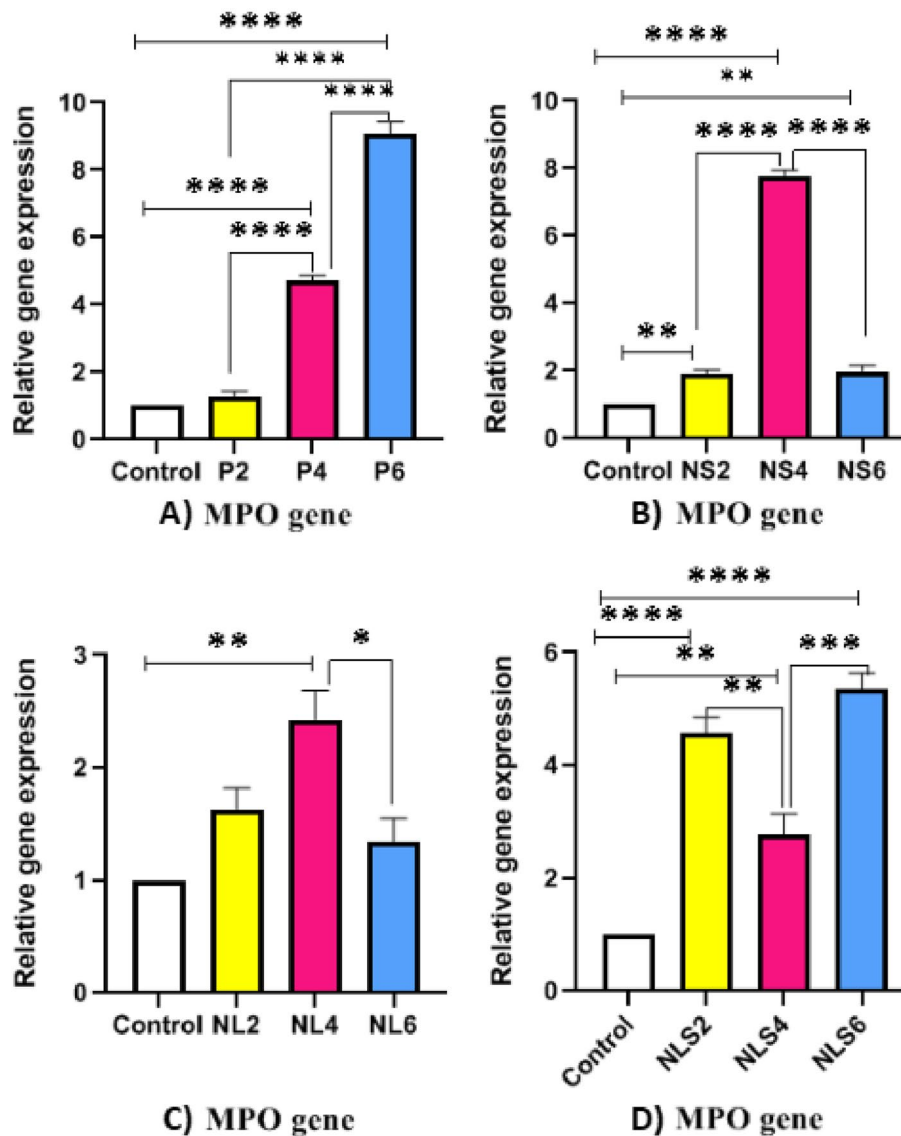 ****
****
****
****
****
Relative gene expression
10
8
6
4
2
0
Control P2 P4 P6
A) MPO gene
****
**
**** ****
**
Relative gene expression
10
8
6
4
2
0
Control NS2 NS4 NS6
B) MPO gene
** *
Relative gene expression
3
2
1
0
Control NL2 NL4 NL6
C) MPO gene
****
****
** ***
**
Relative gene expression
6
4
2
0
Control NLS2 NLS4 NLS6
D) MPO gene